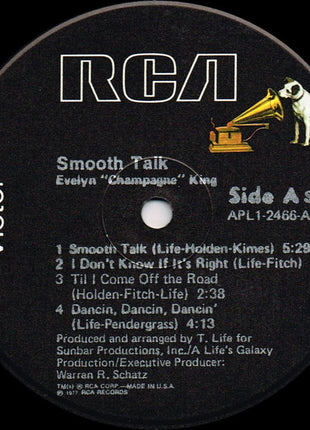 RCA
Victor
Smooth Talk
Evelyn "Champagne" King
Side A s
APL1-2466-A
1 Smooth Talk (Life-Holden-Kimes) 5:29
2 I Don't Know If It's Right (Life-Fitch)
3 Til I Come Off the Road
(Holden-Fitch-Life) 2:38
4 Dancin, Dancin, Dancin'
(Life-Pendergrass) 4:13
Produced and arranged by T. Life for
Sunbar Productions, Inc./A Life's Galaxy
Production/Executive Producer:
Warren R. Schatz
TM(s) ® RCA CORP.—MADE IN U.S.A.
℗ 1977 RCA RECORDS